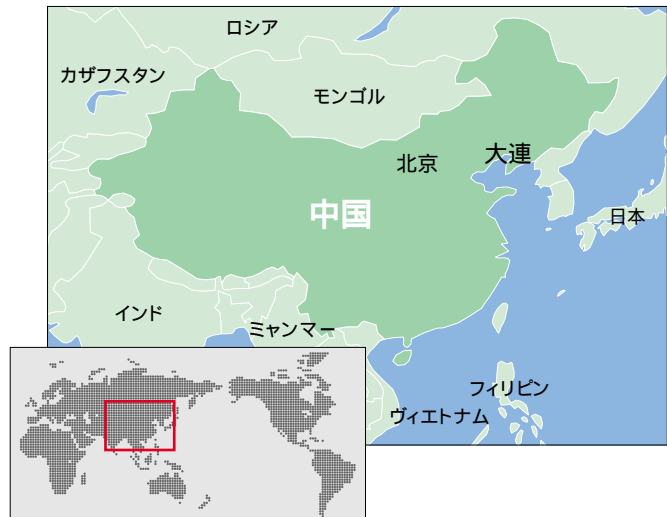 ロシア
カザフスタン
モンゴル
北京
大連
中国
日本
インド
ミャンマー
フィリピン
ヴィエトナム